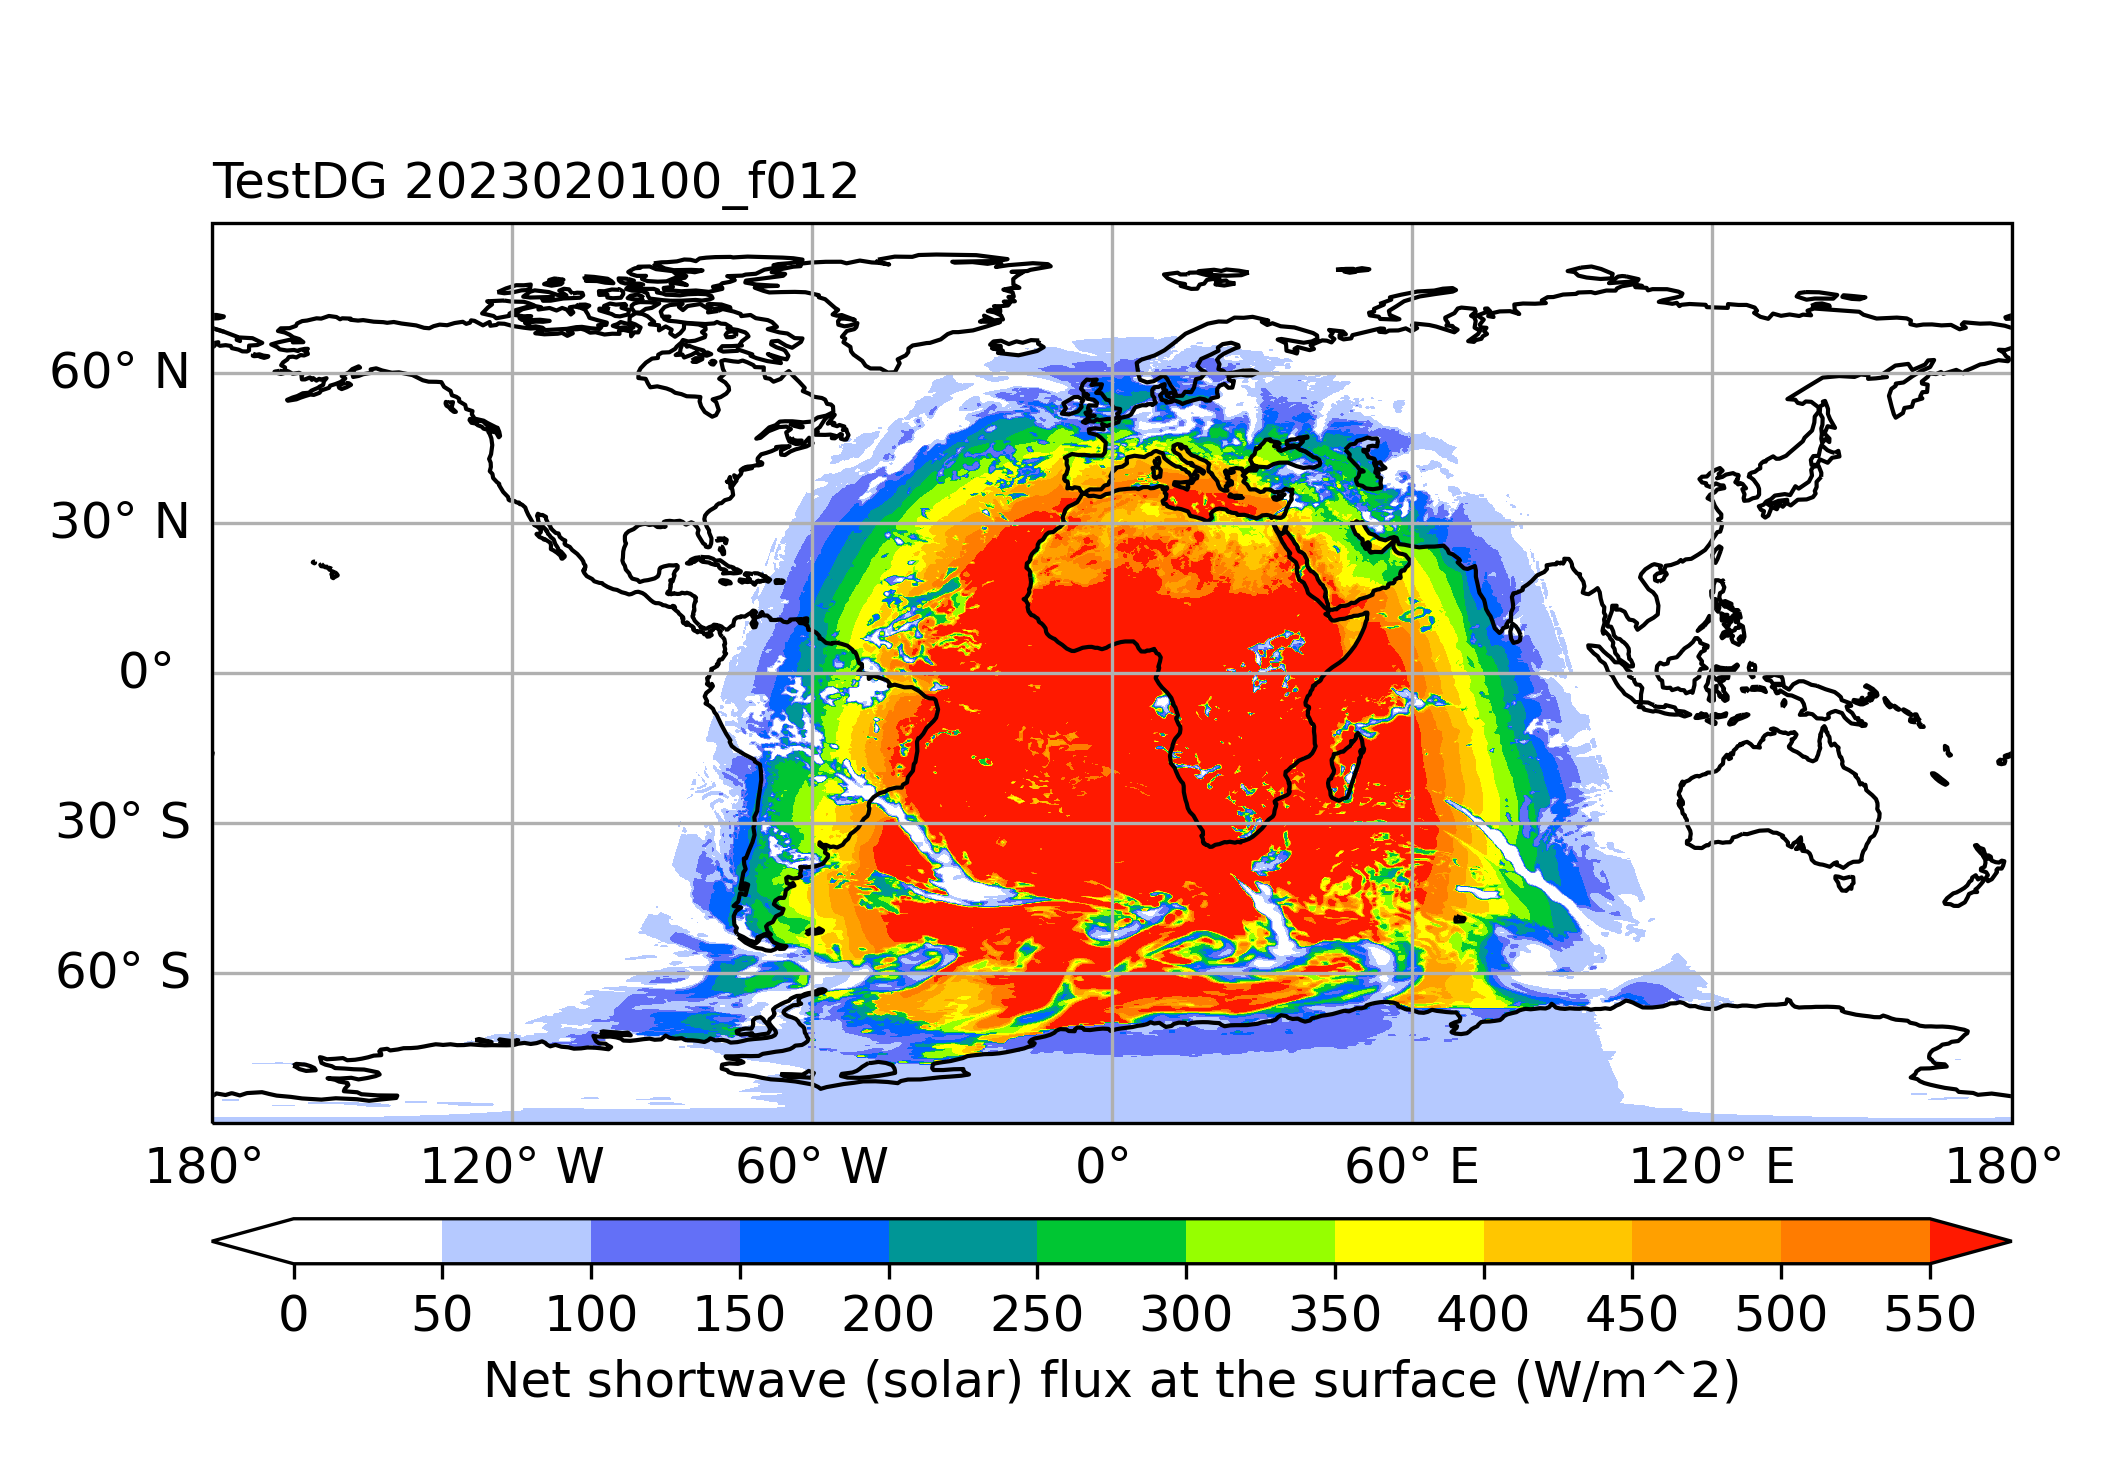 TestDG 2023020100_f012
60° N
30° N
0°
30° S
60° S
180° 120° W 60° W 0° 60° E 120° E 180°
0 50 100 150 200 250 300 350 400 450 500 550
Net shortwave (solar) flux at the surface (W/m^2)